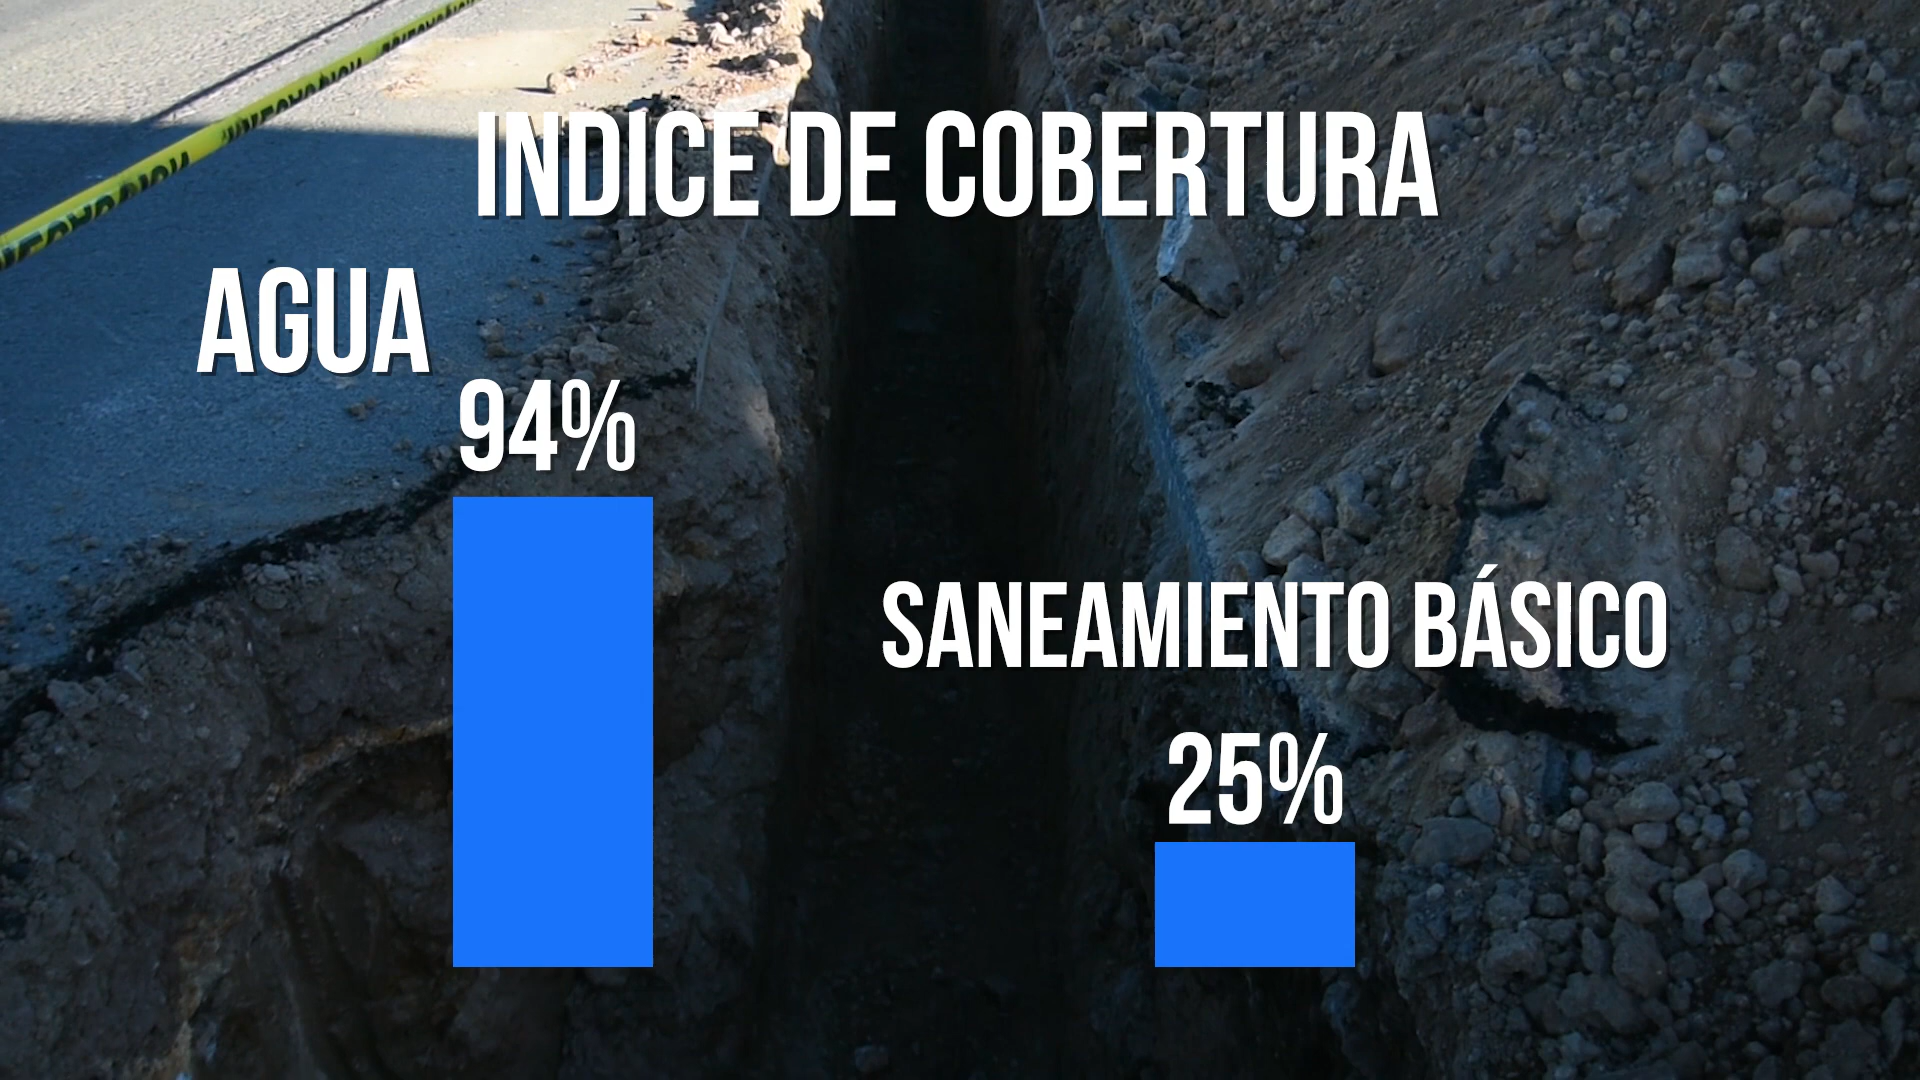 INDICE DE COBERTURA
AGUA
94%
SANEAMIENTO BÁSICO
25%